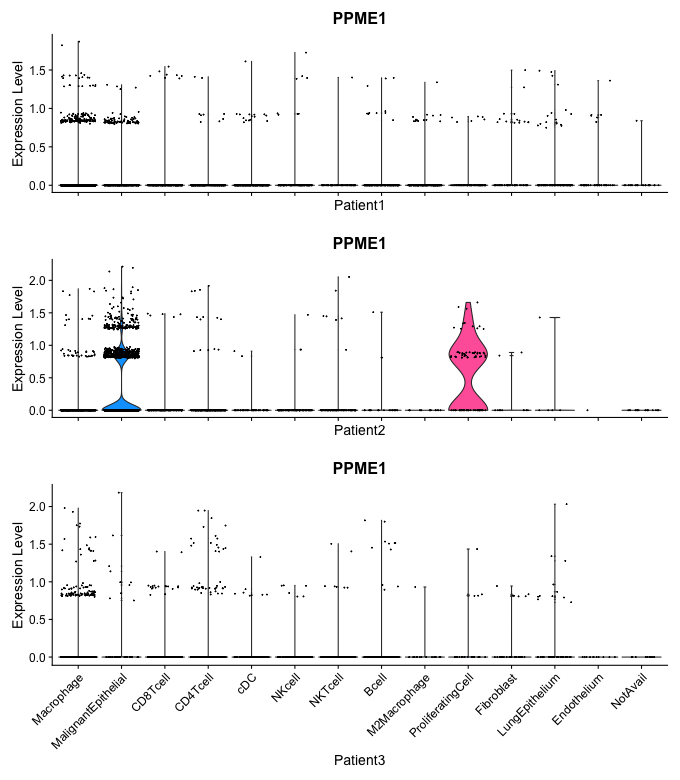 PPME1
Expression Level
1.5
1.0
0.5
0.0
Patient1
PPME1
Expression Level
2.0
1.5
1.0
0.5
0.0
Patient2
PPME1
Expression Level
2.0
1.5
1.0
0.5
0.0
Macrophage
MalignantEpithelial
CD8Tcell
CD4Tcell
cDC
NKcell
NKTcell
Bcell
M2Macrophage
ProliferatingCell
Fibroblast
LungEpithelium
Endothelium
NotAvail
Patient3